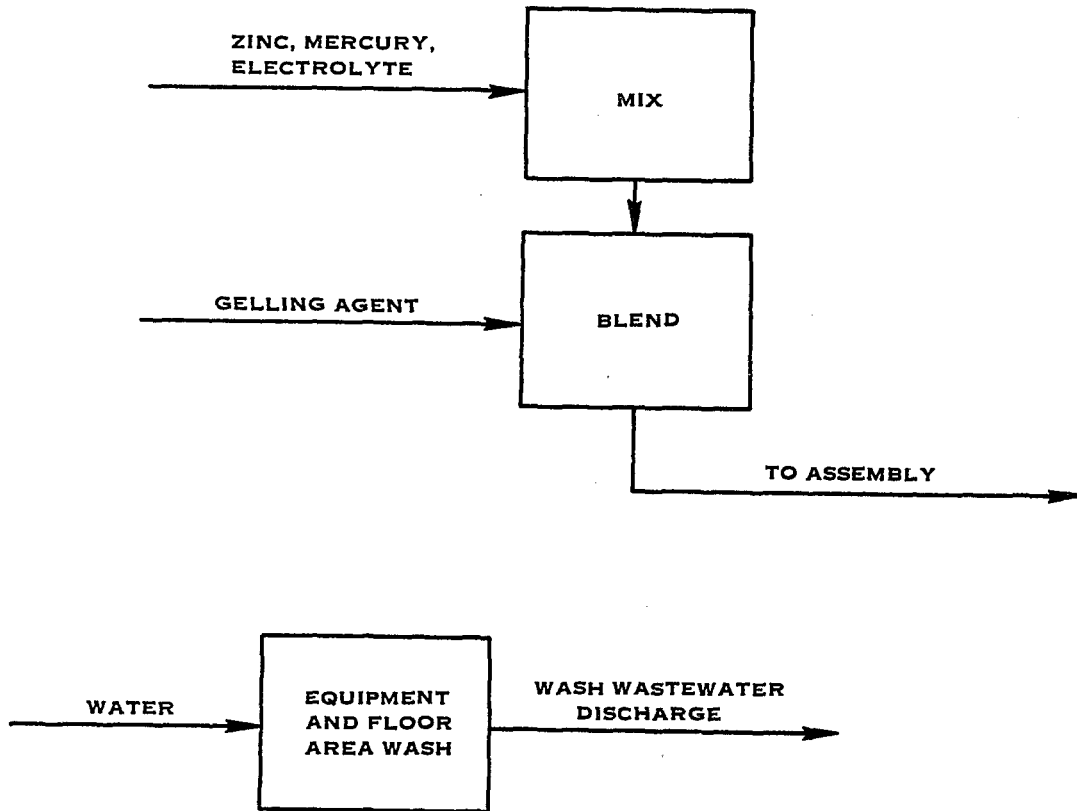 ZINC, MERCURY,
ELECTROLYTE
MIX
GELLING AGENT
BLEND
TO ASSEMBLY
WATER
EQUIPMENT
AND FLOOR
AREA WASH
WASH WASTEWATER
DISCHARGE